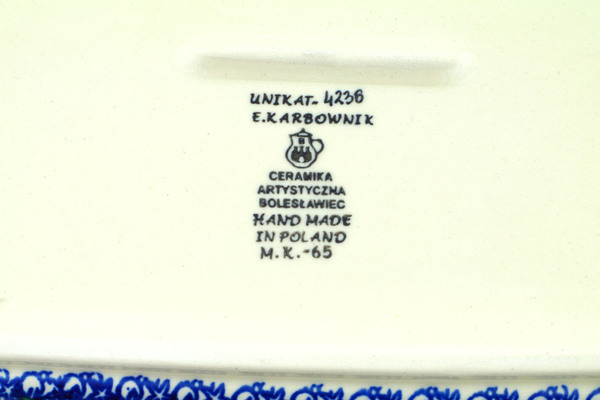 UNIKAT- 4236
E.KARBOWNIK
CERAMIKA
ARTYSTYCZNA
BOLESŁAWIEC
HAND MADE
IN POLAND
M.K.-65